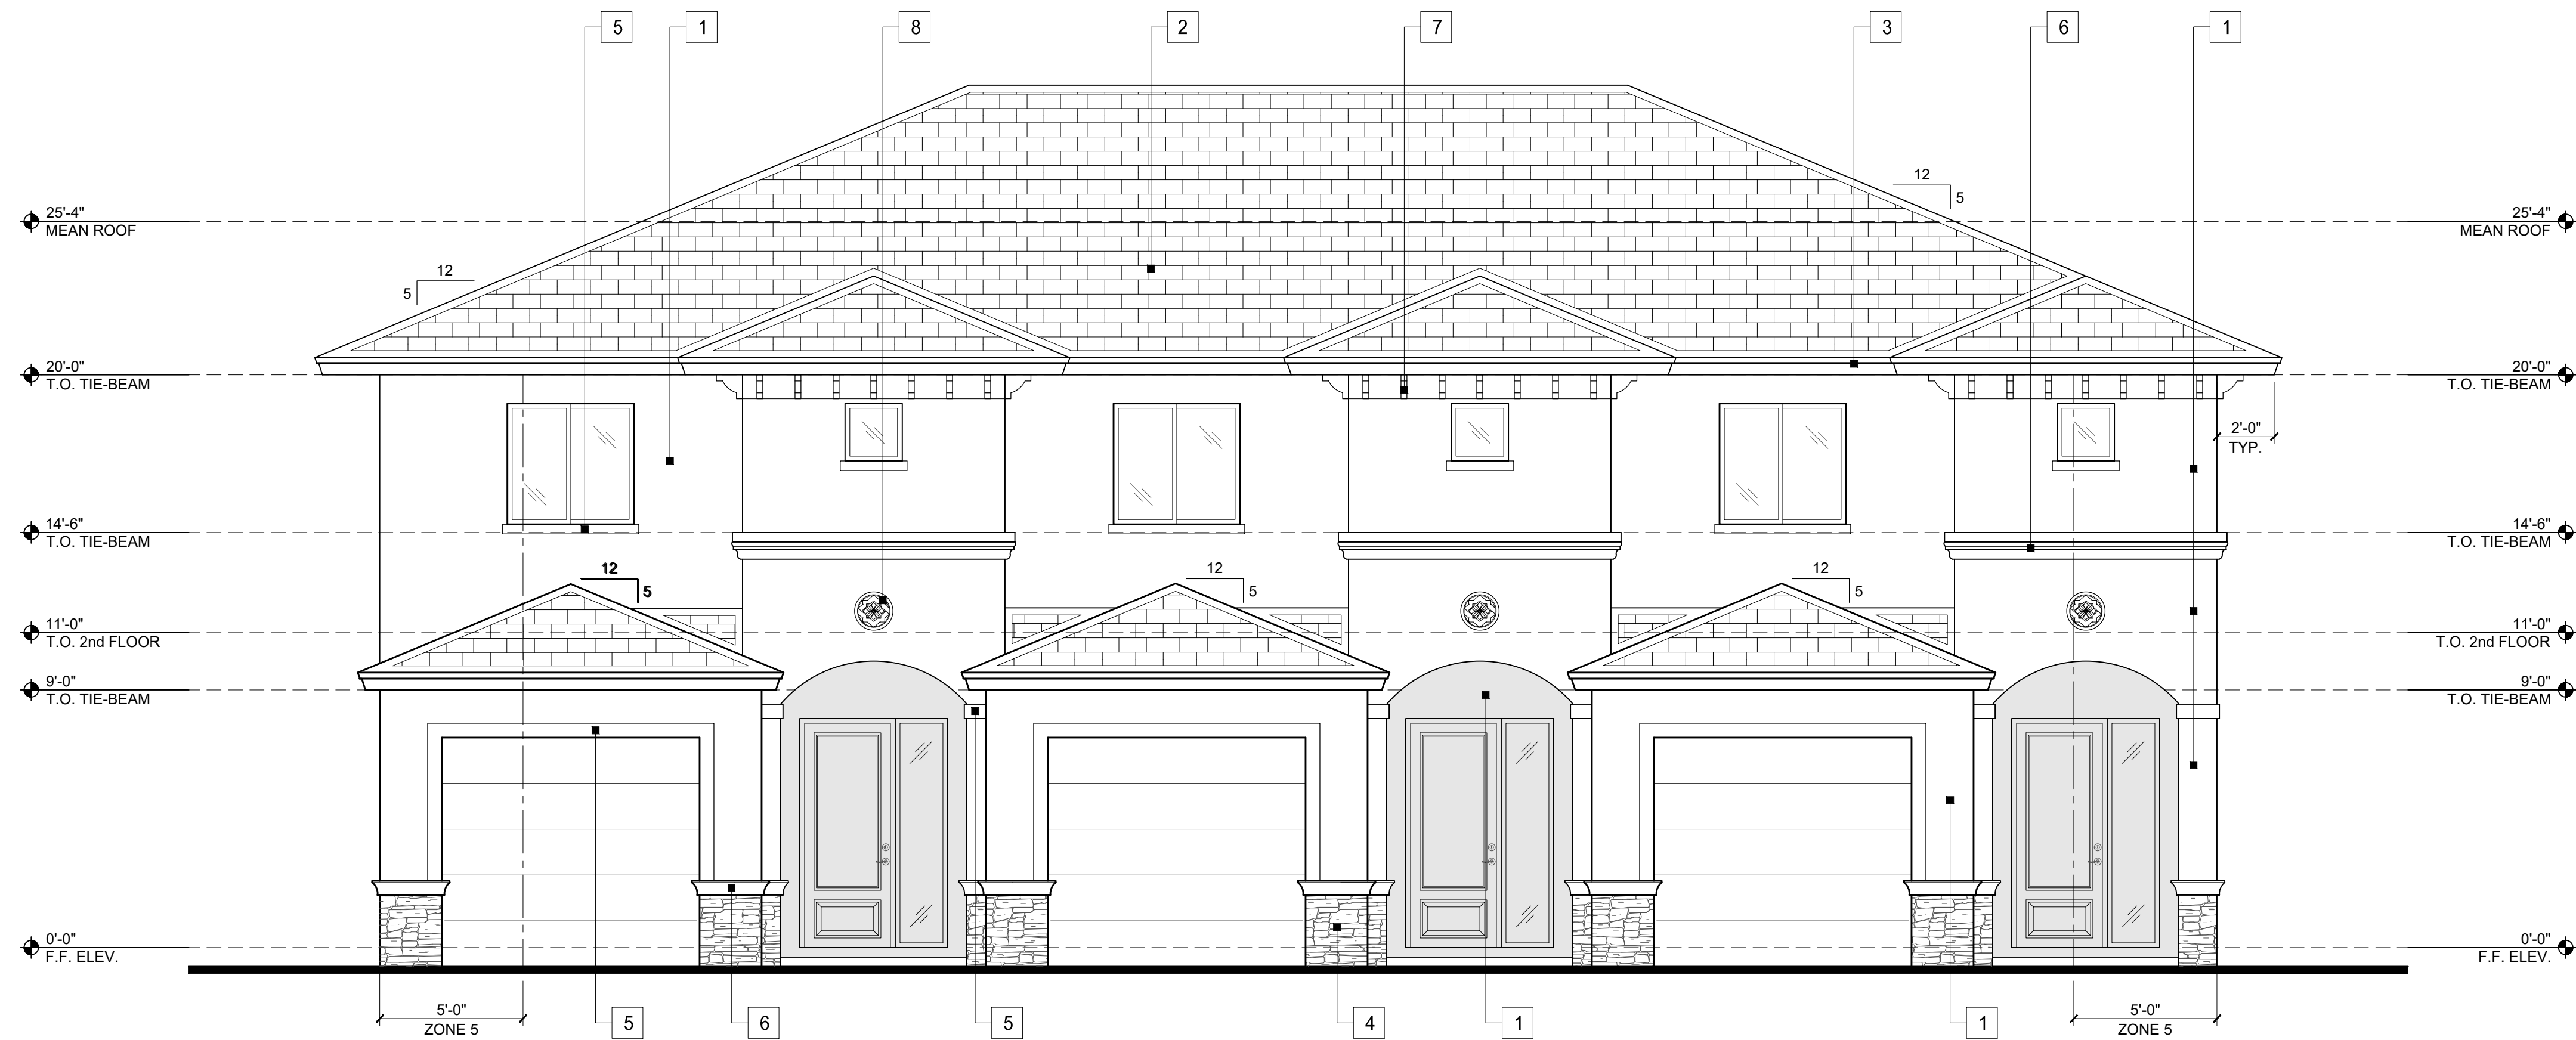 5 1 8 2 7 3 6 1
12
5
25'-4" 25'-4"
MEAN ROOF MEAN ROOF
12
5
20'-0" 20'-0"
T.O. TIE-BEAM T.O. TIE-BEAM
2'-0"
TYP.
14'-6" 14'-6"
T.O. TIE-BEAM T.O. TIE-BEAM
12 12 12
5 5 5
11'-0" 11'-0"
T.O. 2nd FLOOR T.O. 2nd FLOOR
9'-0" 9'-0"
T.O. TIE-BEAM T.O. TIE-BEAM
0'-0" 0'-0"
F.F. ELEV. F.F. ELEV.
5'-0" 5'-0"
ZONE 5 ZONE 5
5 6 5 4 1 1